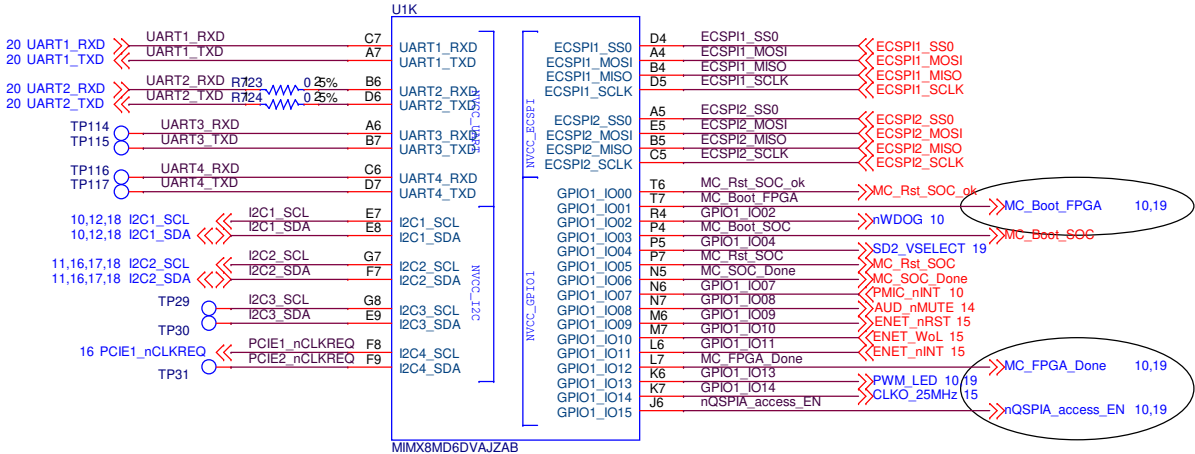 U1K
20 UART1_RXD UART1_RXD C7 UART1_RXD
20 UART1_TXD UART1_TXD A7 UART1_TXD
20 UART2_RXD UART2_RXD R723 0 5% B6 UART2_RXD
20 UART2_TXD UART2_TXD R724 0 5% D6 UART2_TXD
TP114 UART3_RXD A6 UART3_RXD
TP115 B7 UART3_TXD
TP116 UART4_RXD C6 UART4_RXD
TP117 UART4_TXD D7 UART4_TXD
10,12,18 I2C1_SCL I2C1_SCL E7 I2C1_SCL
10,12,18 I2C1_SDA I2C1_SDA E8 I2C1_SDA
11,16,17,18 I2C2_SCL I2C2_SCL G7 I2C2_SCL
11,16,17,18 I2C2_SDA I2C2_SDA F7 I2C2_SDA
TP29 I2C3_SCL G8 I2C3_SCL
TP30 I2C3_SDA E9 I2C3_SDA
16 PCIE1_nCLKREQ PCIE1_nCLKREQ F8 I2C4_SCL
TP31 PCIE2_nCLKREQ F9 I2C4_SDA
NVCC_UART
NVCC_I2C
NVCC_ECSPI
NVCC_GPIO1
ECSPI1_SS0 D4 ECSPI1_SS0 ECSPI1_SS0
ECSPI1_MOSI A4 ECSPI1_MOSI ECSPI1_MOSI
ECSPI1_MISO B4 ECSPI1_MISO ECSPI1_MISO
ECSPI1_SCLK D5 ECSPI1_SCLK ECSPI1_SCLK
ECSPI2_SS0 A5 ECSPI2_SS0 ECSPI2_SS0
ECSPI2_MOSI E5 ECSPI2_MOSI ECSPI2_MOSI
ECSPI2_MISO B5 ECSPI2_MISO ECSPI2_MISO
ECSPI2_SCLK C5 ECSPI2_SCLK ECSPI2_SCLK
GPIO1_IO00 T6 MC_Rst_SOC_ok MC_Rst_SOC_ok
GPIO1_IO01 T7 MC_Boot_FPGA MC_Boot_FPGA 10,19
GPIO1_IO02 R4 GPIO1_IO02 nWDOG 10
GPIO1_IO03 P4 MC_Boot_SOC MC_Boot_SOC
GPIO1_IO04 P5 GPIO1_IO04 SD2_VSELECT 19
GPIO1_IO05 P7 MC_Rst_SOC MC_Rst_SOC
GPIO1_IO06 N5 MC_SOC_Done MC_SOC_Done
GPIO1_IO07 N6 GPIO1_IO07 PMIC_nINT 10
GPIO1_IO08 N7 GPIO1_IO08 AUD_nMUTE 14
GPIO1_IO09 M6 GPIO1_IO09 ENET_nRST 15
GPIO1_IO10 M7 GPIO1_IO10 ENET_WoL 15
GPIO1_IO11 L6 GPIO1_IO11 ENET_nINT 15
GPIO1_IO12 L7 MC_FPGA_Done MC_FPGA_Done 10,19
GPIO1_IO13 K6 GPIO1_IO13 PWM_LED 10,19
GPIO1_IO14 K7 GPIO1_IO14 CLKO_25MHz 15
GPIO1_IO15 J6 nQSPIA_access_EN nQSPIA_access_EN 10,19
MIMX8MD6DVAJZAB